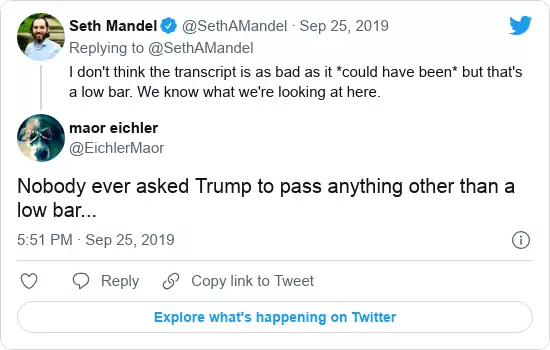 Seth Mandel @SethAMandel · Sep 25, 2019
Replying to @SethAMandel
I don't think the transcript is as bad as it *could have been* but that's
a low bar. We know what we're looking at here.
maor eichler
@EichlerMaor
Nobody ever asked Trump to pass anything other than a
low bar...
5:51 PM · Sep 25, 2019
Reply Copy link to Tweet
Explore what's happening on Twitter